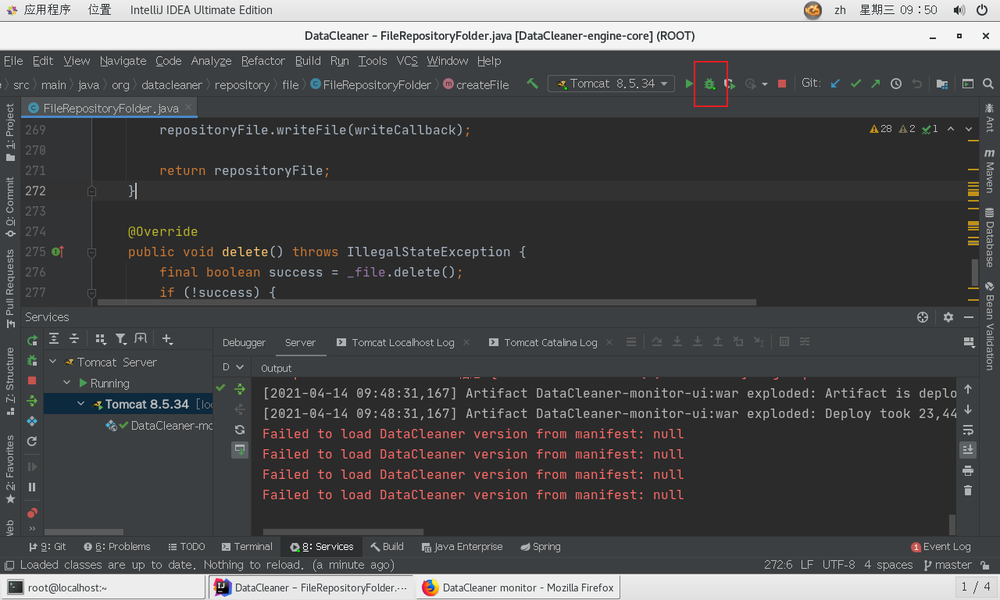 应用程序 位置 IntelliJ IDEA Ultimate Edition zh 星期三 09：50
DataCleaner – FileRepositoryFolder.java [DataCleaner-engine-core] (ROOT)
File Edit View Navigate Code Analyze Refactor Build Run Tools VCS Window Help
src main java org datacleaner repository file FileRepositoryFolder createFile Tomcat 8.5.34 Git:
FileRepositoryFolder.java
269 repositoryFile.writeFile(writeCallback); 28 2 1
270
271 return repositoryFile;
272 }
273
274 @Override
275 public void delete() throws IllegalStateException {
276 final boolean success = _file.delete();
277 if (!success) {
1: Project
0: Commit
Pull Requests
7: Structure
2: Favorites
Web
Ant
Maven
Database
Bean Validation
Services
Debugger Server Tomcat Localhost Log Tomcat Catalina Log
D Output
Tomcat Server
Running
Tomcat 8.5.34 [loc
DataCleaner-mo
[2021-04-14 09:48:31,167] Artifact DataCleaner-monitor-ui:war exploded: Artifact is deplo
[2021-04-14 09:48:31,167] Artifact DataCleaner-monitor-ui:war exploded: Deploy took 23,44
Failed to load DataCleaner version from manifest: null
Failed to load DataCleaner version from manifest: null
Failed to load DataCleaner version from manifest: null
Failed to load DataCleaner version from manifest: null
9: Git 6: Problems TODO Terminal 8: Services Build Java Enterprise Spring 1 Event Log
Loaded classes are up to date. Nothing to reload. (a minute ago) 272:6 LF UTF-8 4 spaces master
root@localhost:~ DataCleaner – FileRepositoryFolder.··· DataCleaner monitor - Mozilla Firefox 1 / 4